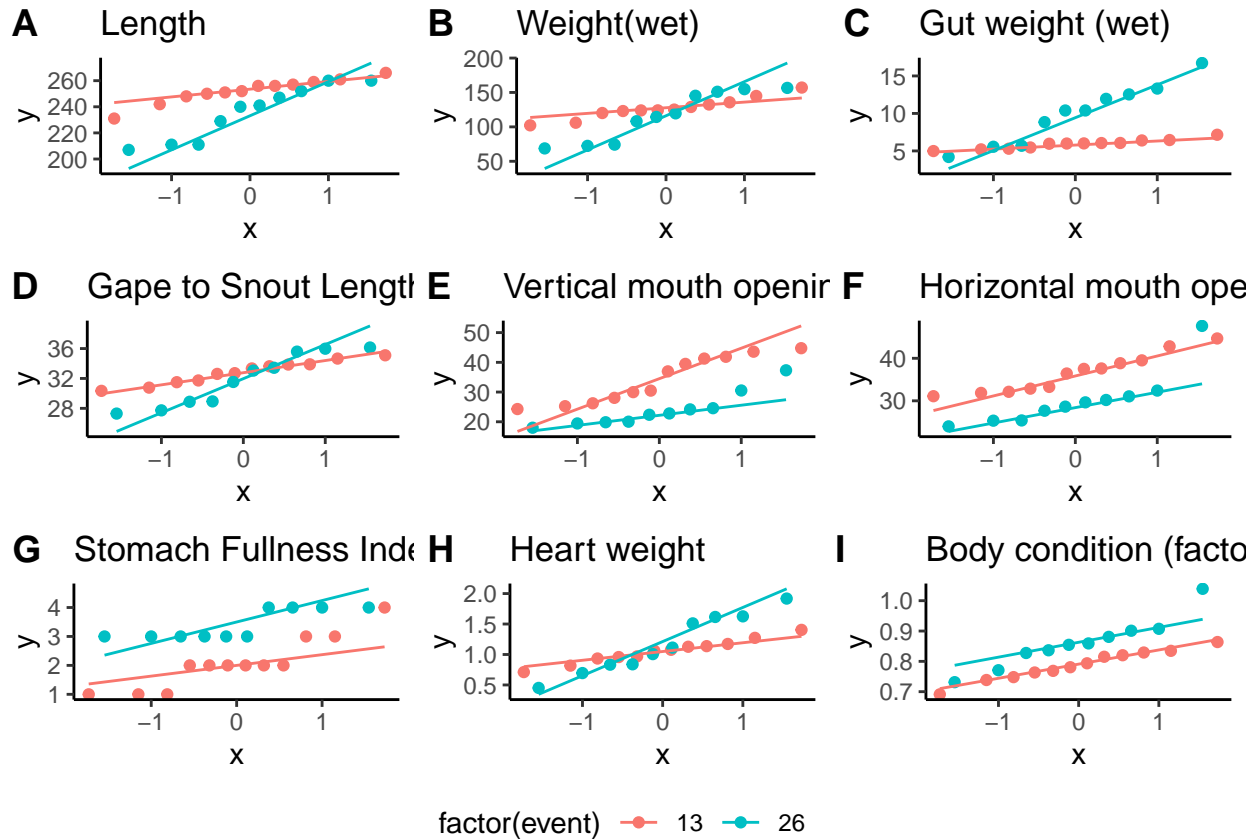 A Length
260
240
220
200
y
−1 0 1
x
B Weight(wet)
200
150
100
50
y
−1 0 1
x
C Gut weight (wet)
15
10
5
y
−1 0 1
x
D Gape to Snout Length
36
32
28
y
−1 0 1
x
E Vertical mouth openin
50
40
30
20
y
−1 0 1
x
F Horizontal mouth ope
40
30
y
−1 0 1
x
G Stomach Fullness Inde
4
3
2
1
y
−1 0 1
x
H Heart weight
2.0
1.5
1.0
0.5
y
−1 0 1
x
I Body condition (facto
1.0
0.9
0.8
0.7
y
−1 0 1
x
factor(event) 13 26